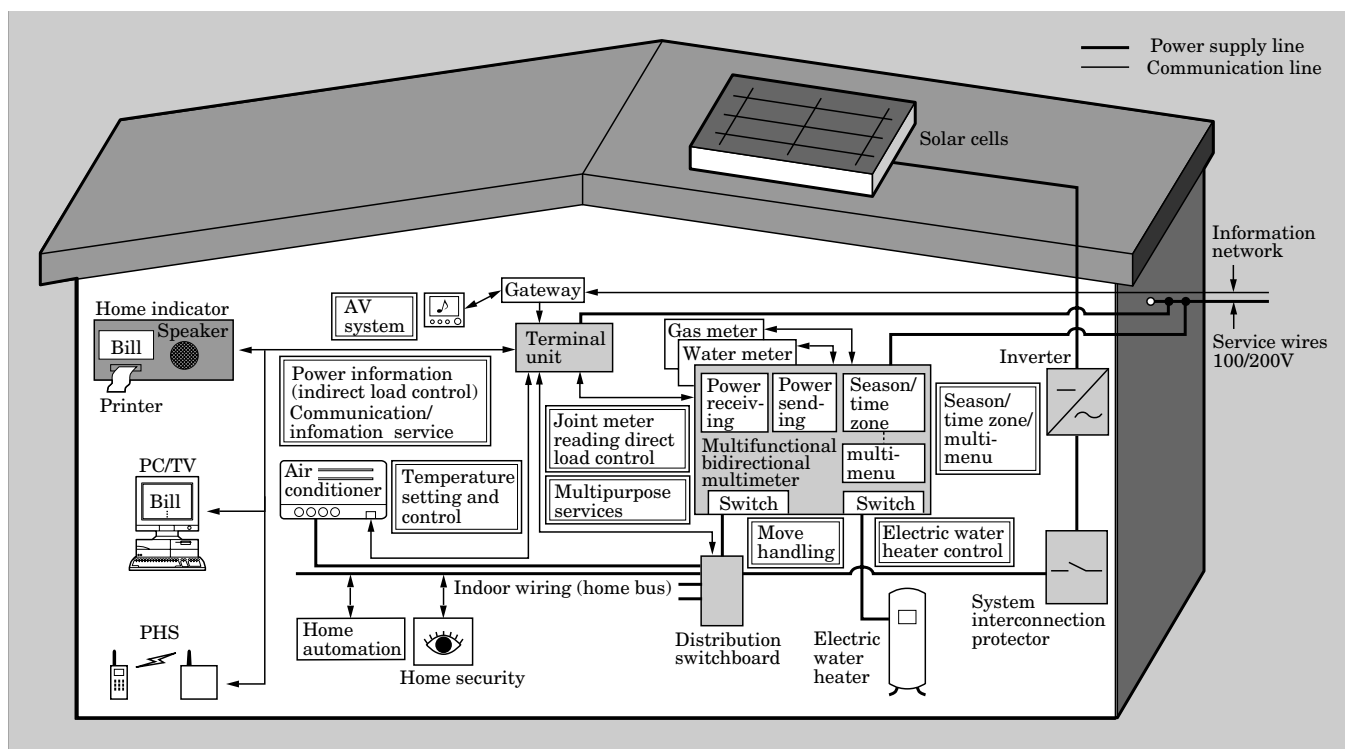 Power supply line
Communication line
Solar cells
Information
network
Service wires
100/200V
Gateway
AV
system
Home indicator
Speaker
Bill
Printer
Terminal
unit
Gas meter
Water meter
Inverter
Power
receiv-
ing
Power
send-
ing
Season/
time
zone
multi-
menu
Multifunctional
bidirectional
multimeter
Switch
Switch
Season/
time zone/
multi-
menu
Power information
(indirect load control)
Communication/
infomation service
Joint meter
reading direct
load control
Multipurpose
services
PC/TV
Bill
Air
conditioner
Temperature
setting and
control
Move
handling
Electric water
heater control
Indoor wiring (home bus)
Home
automation
Home security
Distribution
switchboard
Electric
water
heater
System
interconnection
protector
PHS